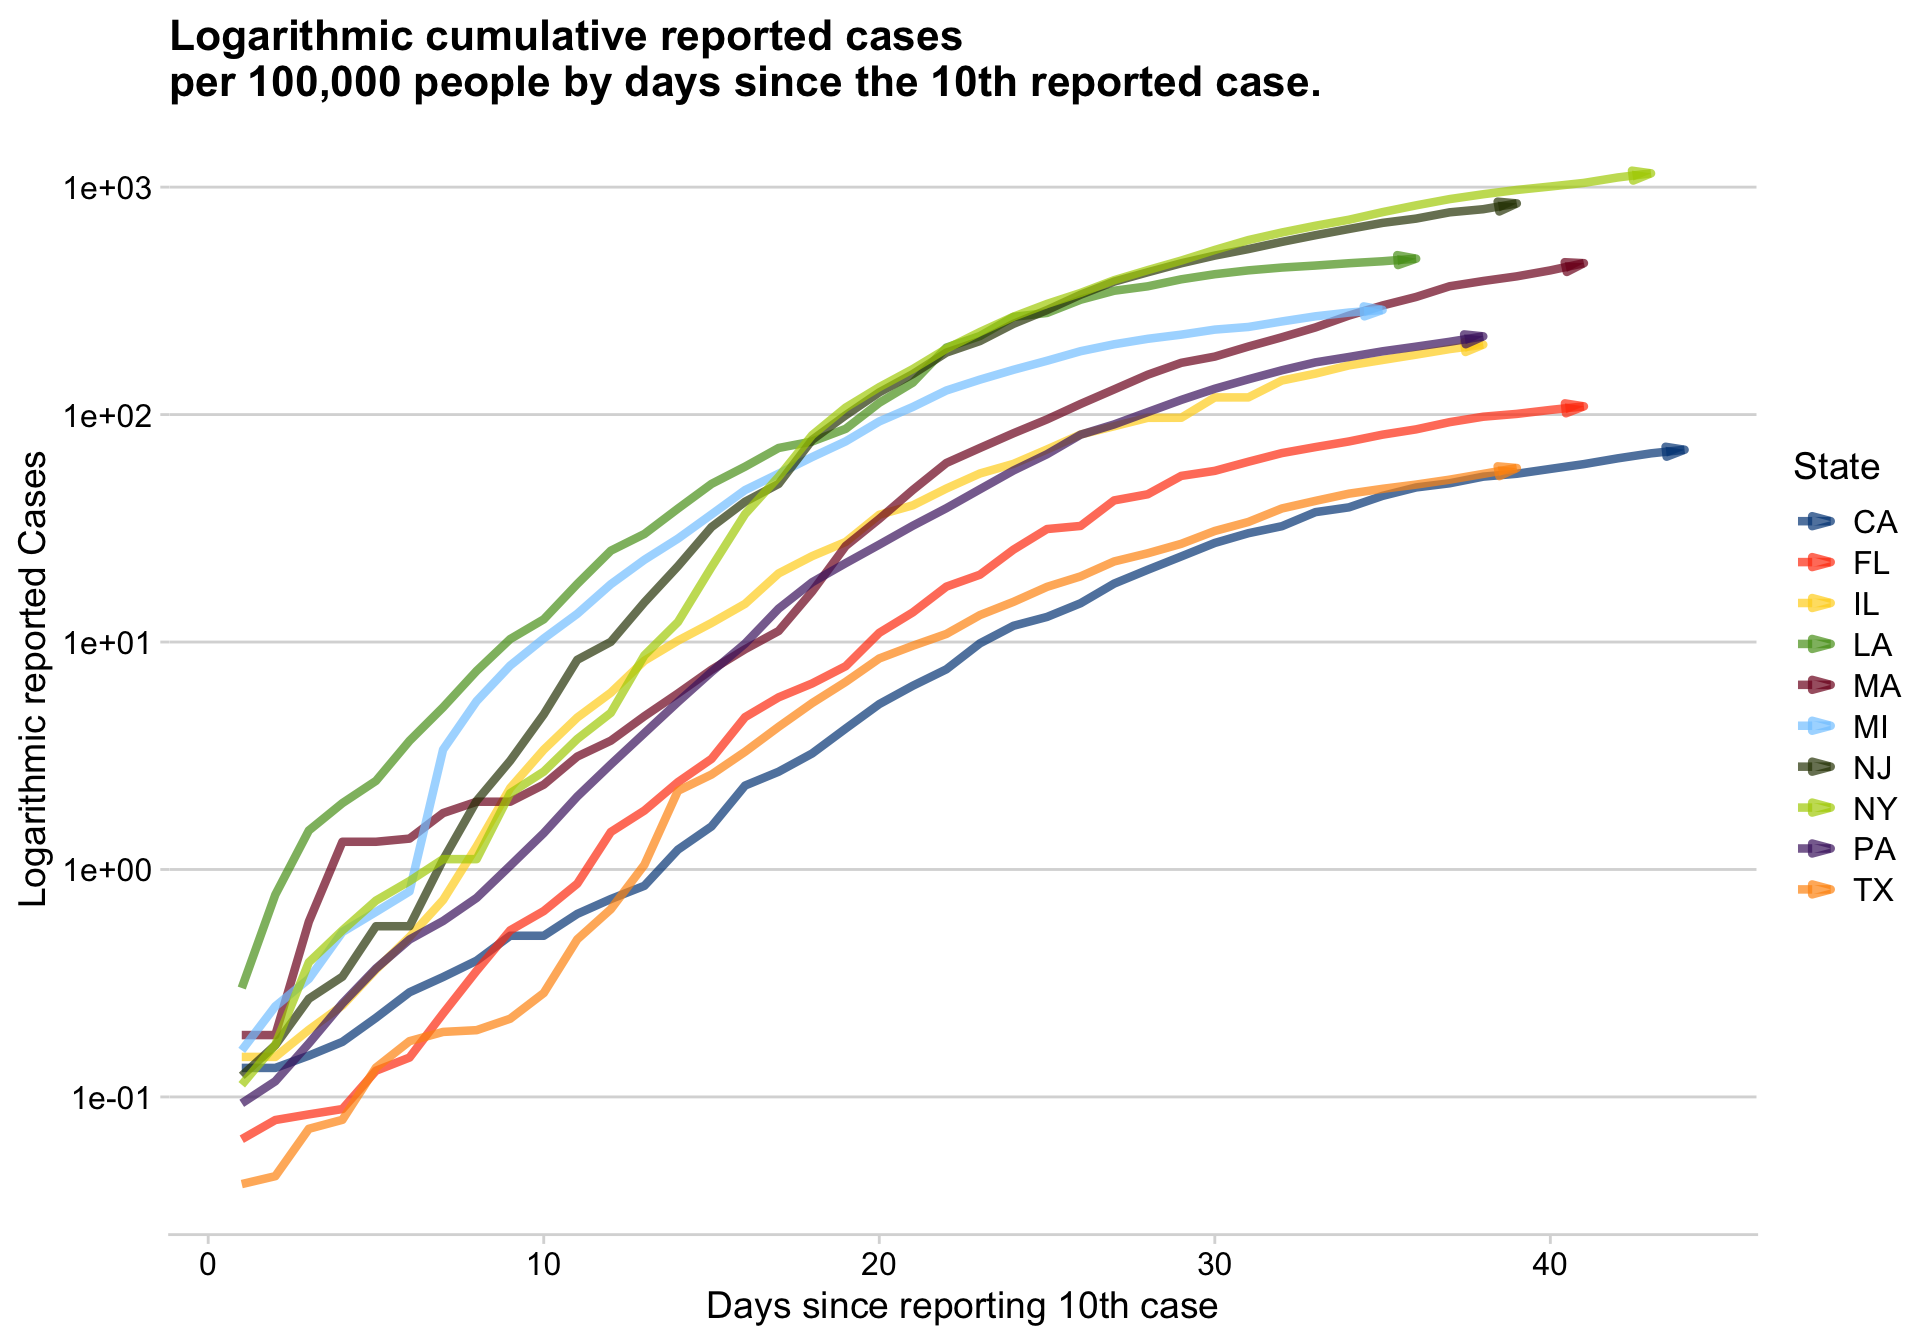 Logarithmic cumulative reported cases
per 100,000 people by days since the 10th reported case.
Logarithmic reported Cases
1e+03
1e+02
1e+01
1e+00
1e-01
0
10
20
30
40
Days since reporting 10th case
State
CA
FL
IL
LA
MA
MI
NJ
NY
PA
TX